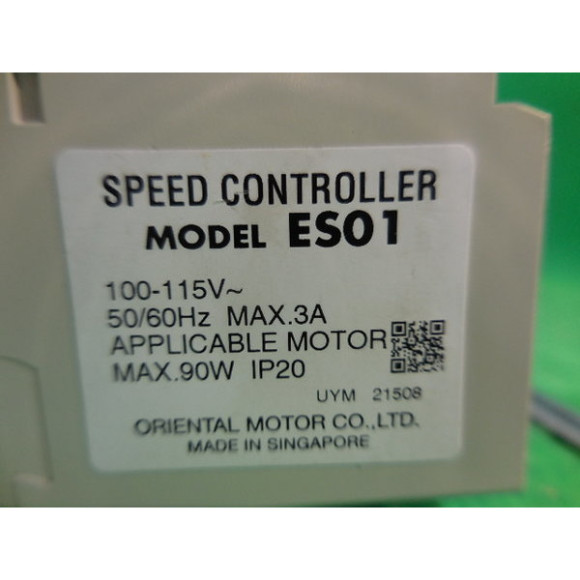 SPEED CONTROLLER
MODEL ES01
100-115V~
50/60Hz MAX.3A
APPLICABLE MOTOR
MAX.90W IP20
UYM 21508
ORIENTAL MOTOR CO.,LTD.
MADE IN SINGAPORE